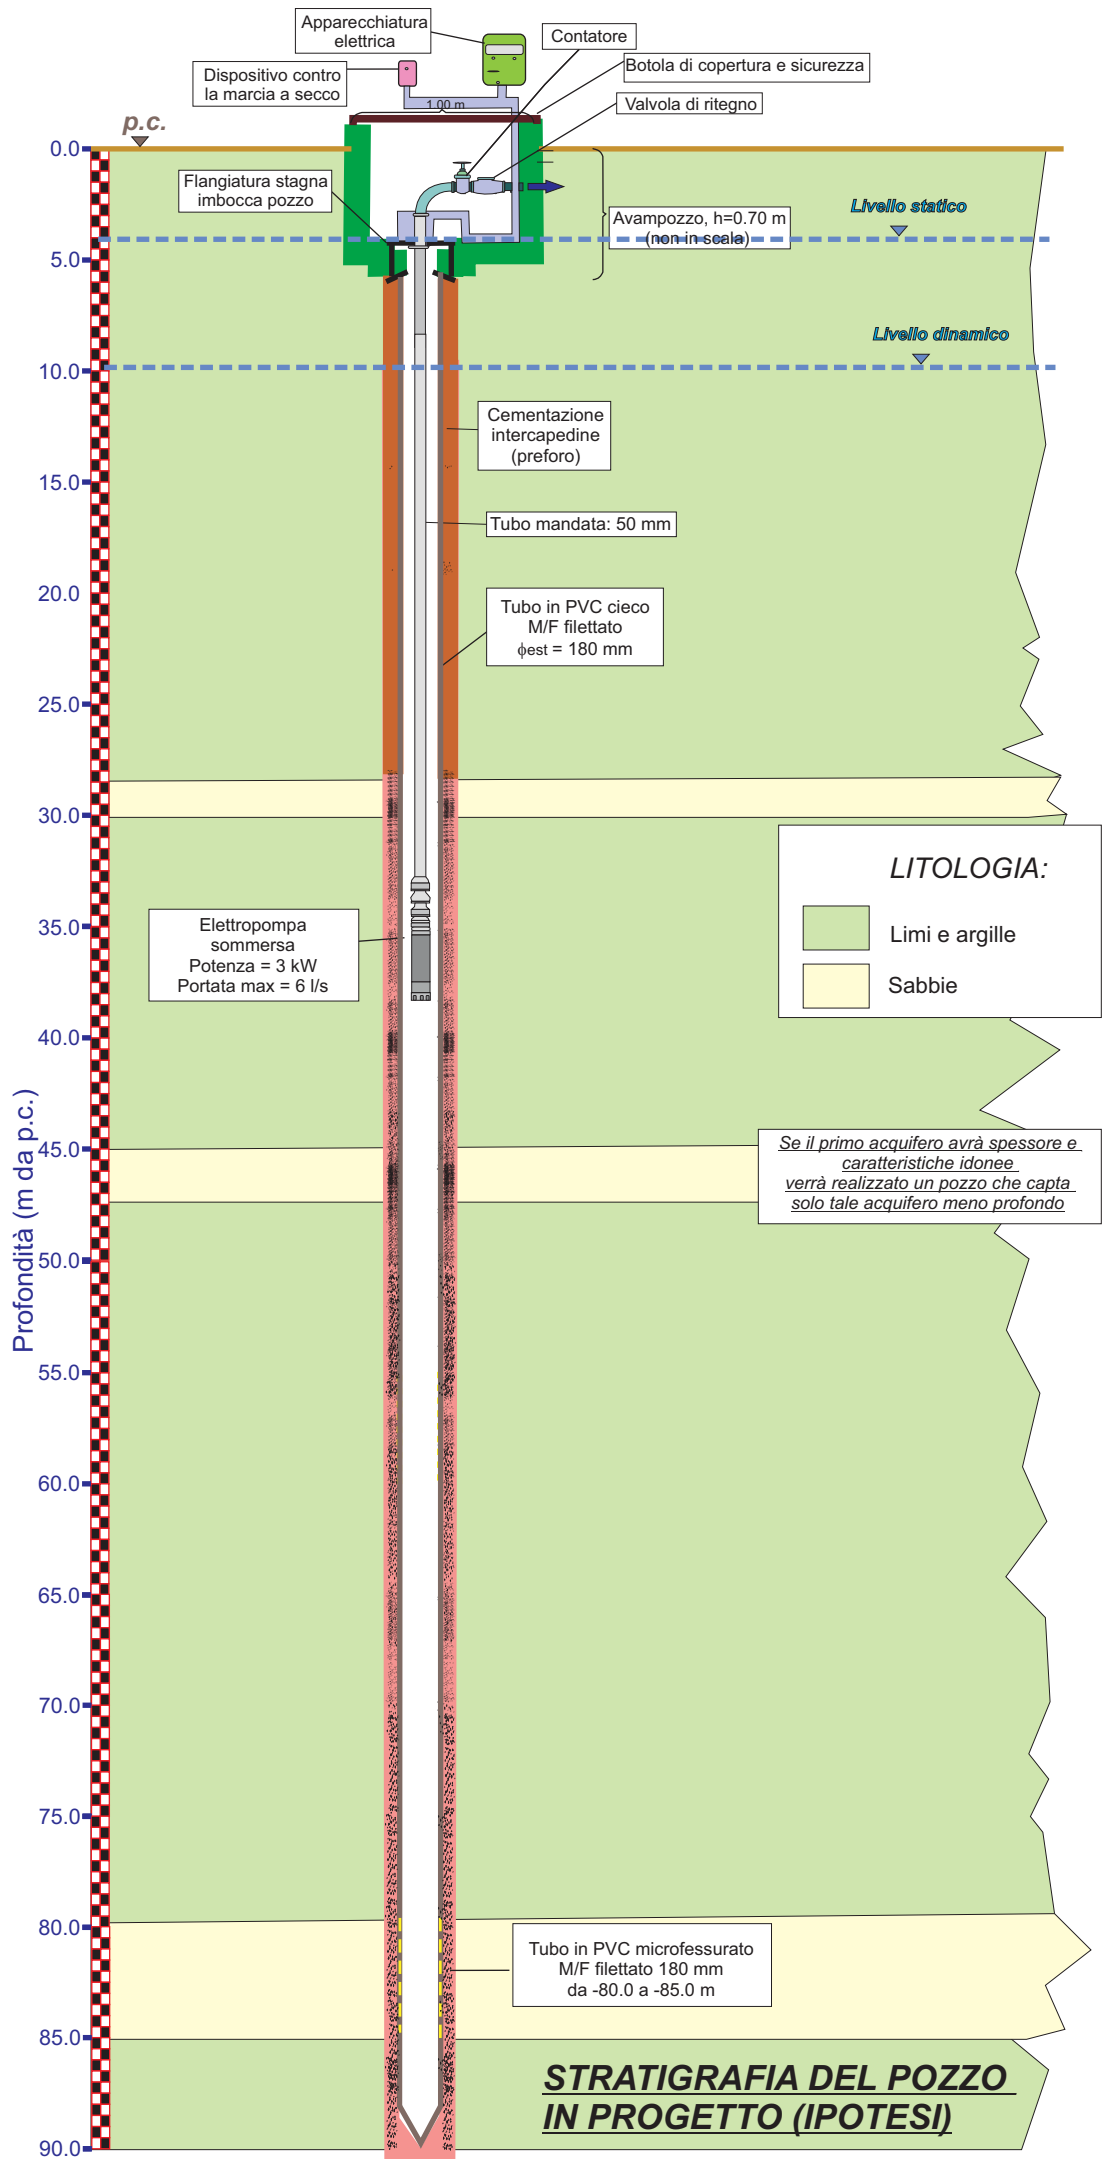 Apparecchiatura
elettrica
Contatore
Dispositivo contro
la marcia a secco
Botola di copertura e sicurezza
1.00 m
Valvola di ritegno
p.c.
0.0
Flangiatura stagna
imbocca pozzo
Avampozzo, h=0.70 m
(non in scala)
Livello statico
5.0
Livello dinamico
10.0
Cementazione
intercapedine
(preforo)
15.0
Tubo mandata: 50 mm
20.0
Tubo in PVC cieco
M/F filettato
ϕest = 180 mm
25.0
30.0
LITOLOGIA:
Limi e argille
Sabbie
35.0
Elettropompa
sommersa
Potenza = 3 kW
Portata max = 6 l/s
40.0
Profondità (m da p.c.)
45.0
Se il primo acquifero avrà spessore e
caratteristiche idonee
verrà realizzato un pozzo che capta
solo tale acquifero meno profondo
50.0
55.0
60.0
65.0
70.0
75.0
80.0
Tubo in PVC microfessurato
M/F filettato 180 mm
da -80.0 a -85.0 m
85.0
STRATIGRAFIA DEL POZZO
IN PROGETTO (IPOTESI)
90.0